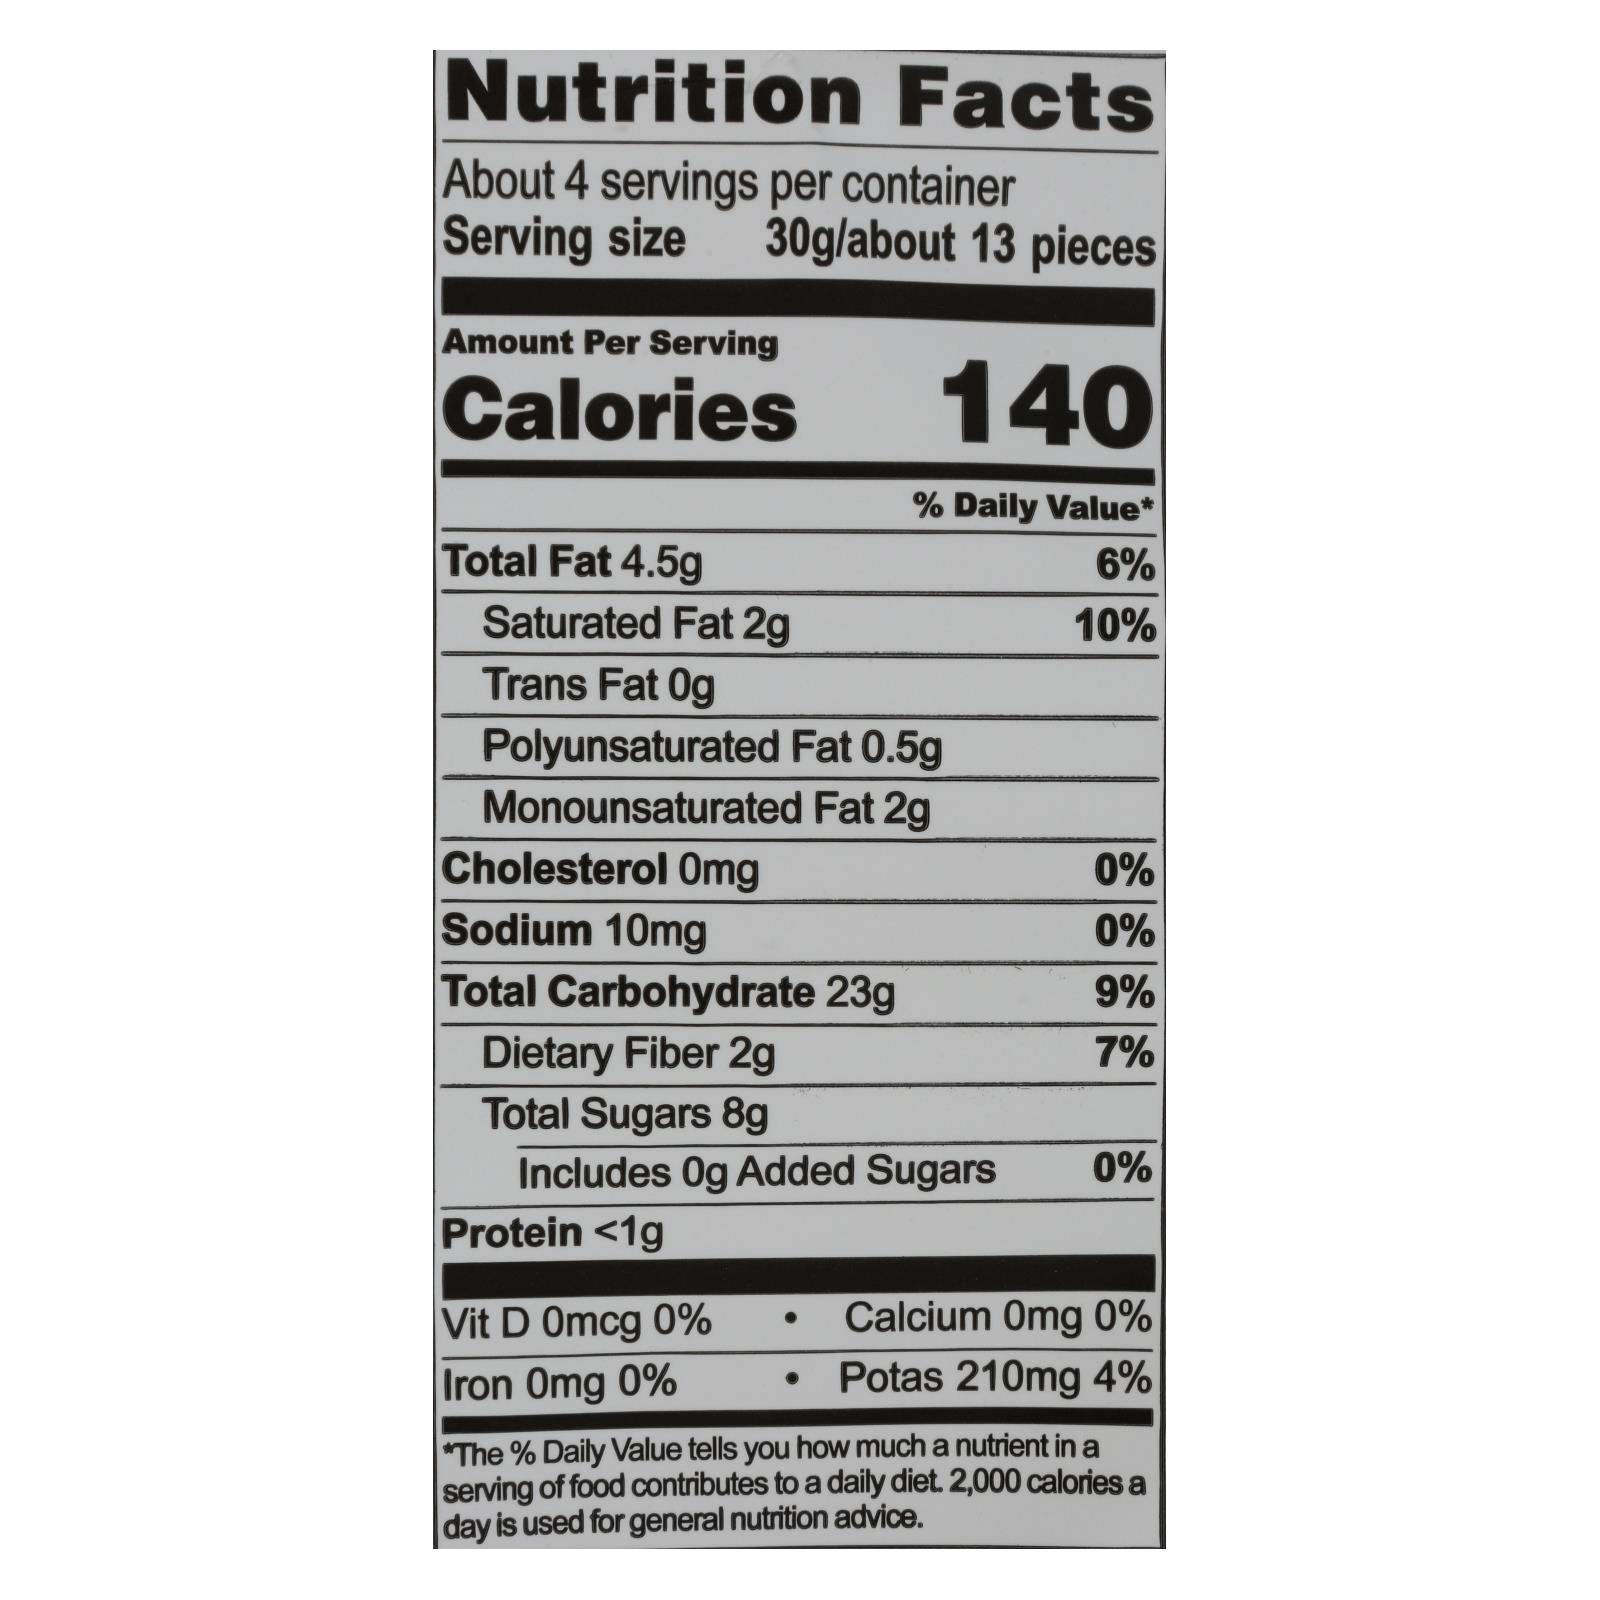 Nutrition Facts
About 4 servings per container
Serving size 30g/about 13 pieces
Amount Per Serving
Calories 140
% Daily Value*
Total Fat 4.5g 6%
Saturated Fat 2g 10%
Trans Fat 0g
Polyunsaturated Fat 0.5g
Monounsaturated Fat 2g
Cholesterol 0mg 0%
Sodium 10mg 0%
Total Carbohydrate 23g 9%
Dietary Fiber 2g 7%
Total Sugars 8g
Includes 0g Added Sugars 0%
Protein <1g
Vit D 0mcg 0% • Calcium 0mg 0%
Iron 0mg 0% • Potas 210mg 4%
*The % Daily Value tells you how much a nutrient in a
serving of food contributes to a daily diet. 2,000 calories a
day is used for general nutrition advice.